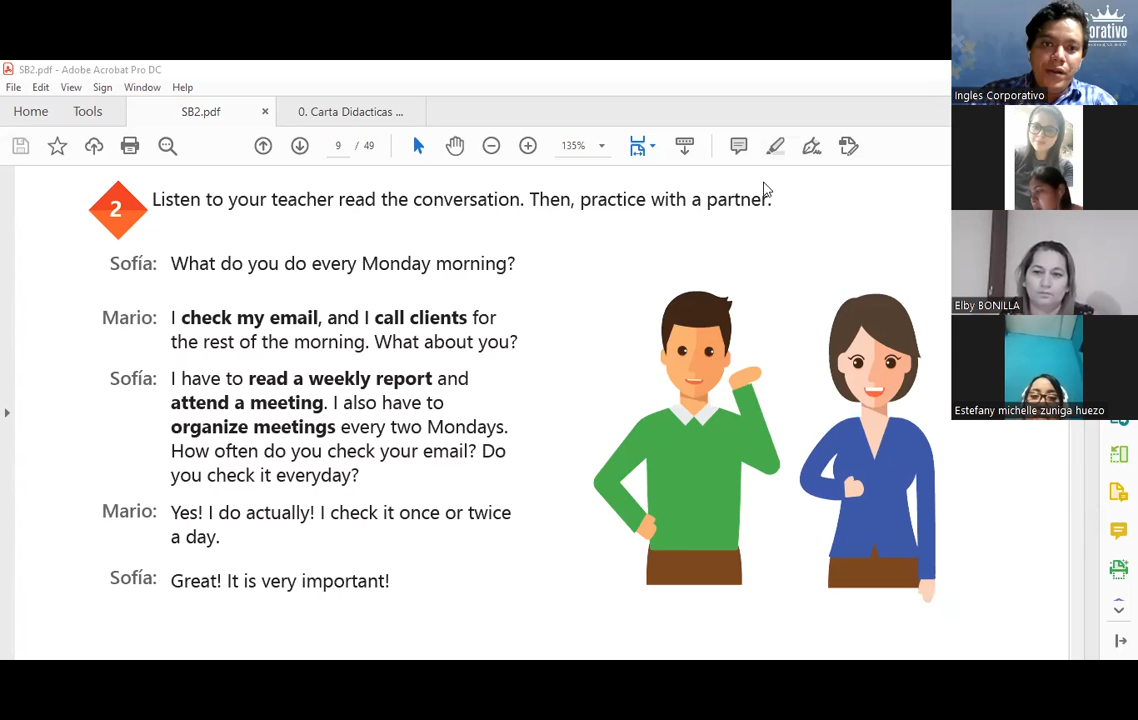 SB2.pdf - Adobe Acrobat Pro DC
File Edit View Sign Window Help
Home Tools SB2.pdf × 0. Carta Didacticas ...
9 / 49 135%
2 Listen to your teacher read the conversation. Then, practice with a partner.
Sofía: What do you do every Monday morning?
Mario: I check my email, and I call clients for
the rest of the morning. What about you?
Sofía: I have to read a weekly report and
attend a meeting. I also have to
organize meetings every two Mondays.
How often do you check your email? Do
you check it everyday?
Mario: Yes! I do actually! I check it once or twice
a day.
Sofía: Great! It is very important!
orativo
Ingles Corporativo
Elby BONILLA
Estefany michelle zuniga huezo